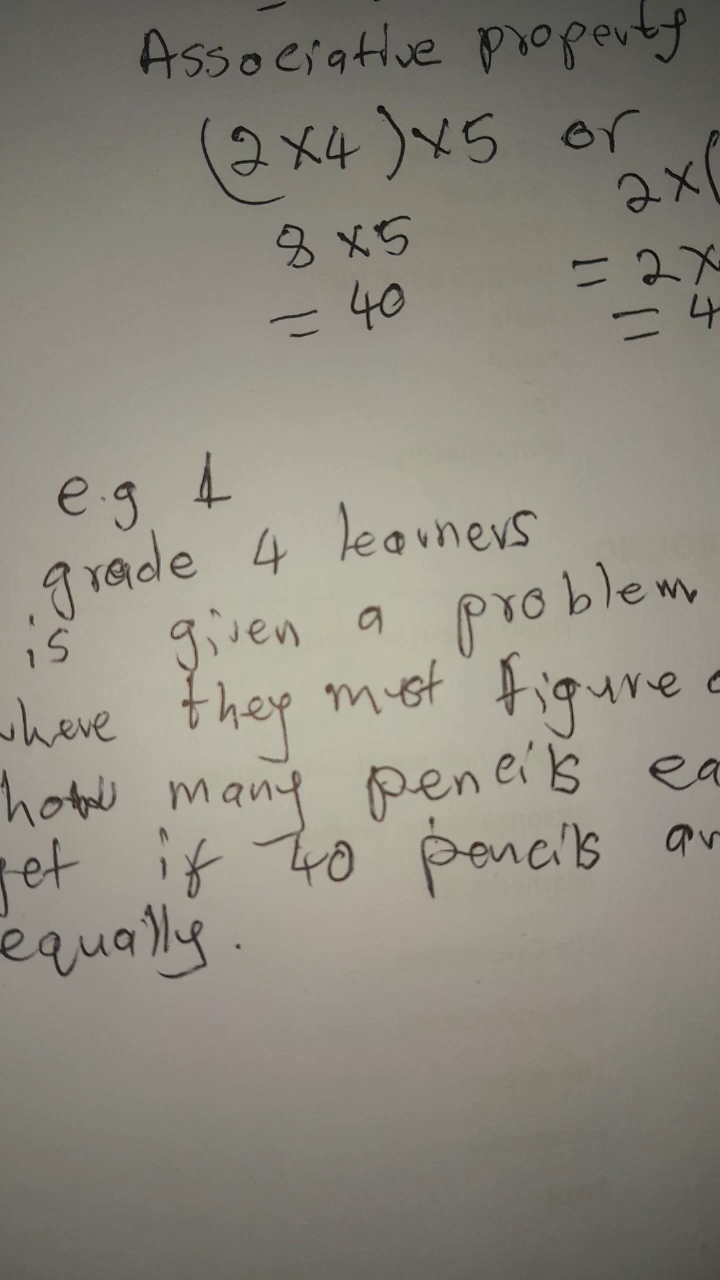 Associative property
(2 x 4) x 5 or
2 x (
8 x 5
= 2 x
= 40
= 4
e.g 1
grade 4 learners
is given a problem
where they must figure
how many pencils ea
get if 40 pencils ar
equally.